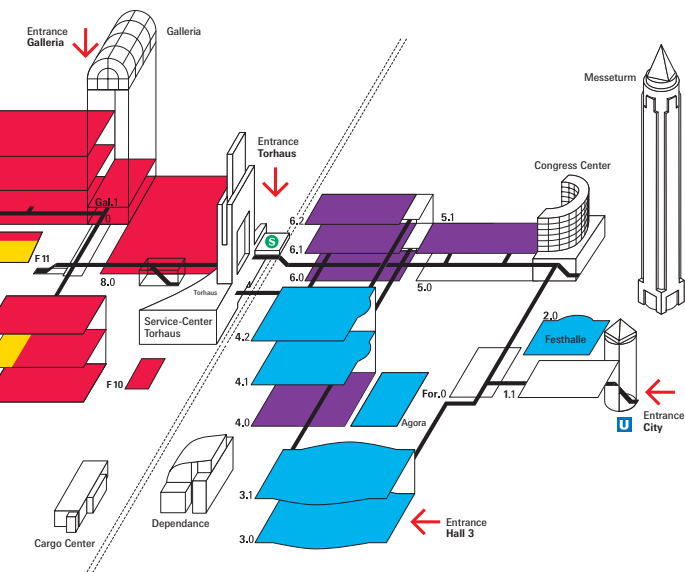 Entrance
Galleria
Galleria
Messeturm
Entrance
Torhaus
Congress Center
Gal.1
0
6.2
5.1
S
6.1
F 11
8.0
6.0
5.0
Torhaus
4
Service-Center
Torhaus
2.0
4.2
Festhalle
4.1
F 10
For.0
1.1
Entrance
City
U
4.0
Agora
3.1
Dependance
Entrance
Hall 3
Cargo Center
3.0